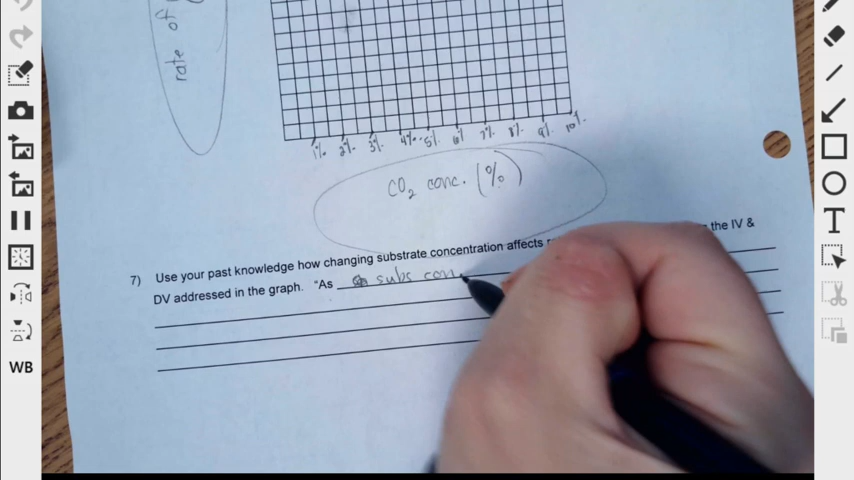 rate of
1% 2% 3% 4% 5% 6% 7% 8% 9% 10%
CO₂ conc. (%)
7) Use your past knowledge how changing substrate concentration affects the IV &
DV addressed in the graph. "As subs con
T
WB